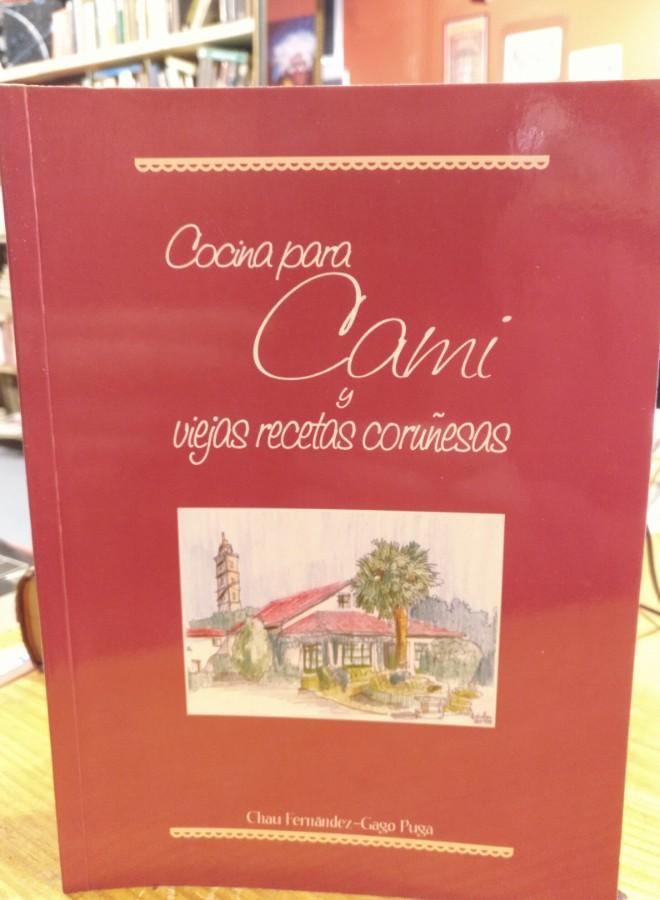 Cocina para
Cami
y
viejas recetas coruñesas
Chau Fernández-Gago Puga